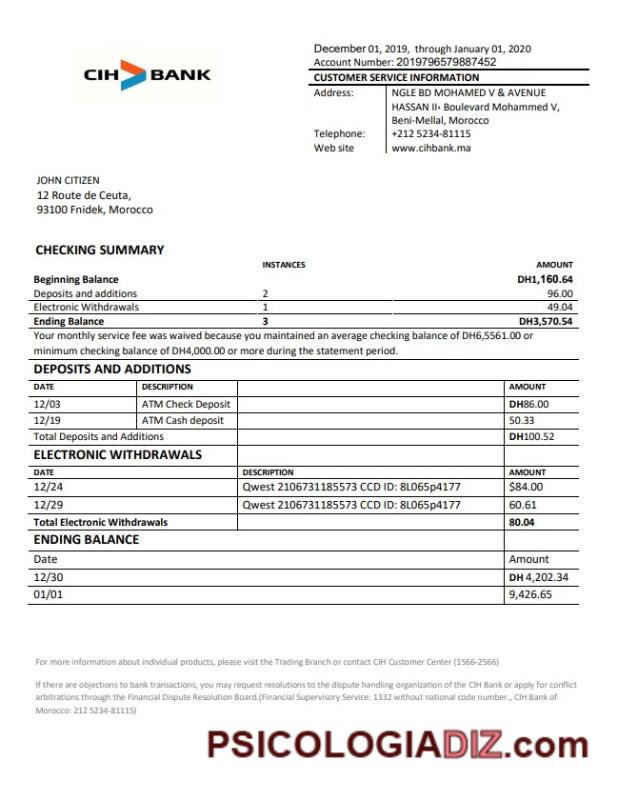 CIH BANK
December 01, 2019, through January 01, 2020
Account Number: 2019796579887452
CUSTOMER SERVICE INFORMATION
Address: NGLE BD MOHAMED V & AVENUE
HASSAN II• Boulevard Mohammed V,
Beni-Mellal, Morocco
Telephone: +212 5234-81115
Web site www.cihbank.ma
JOHN CITIZEN
12 Route de Ceuta,
93100 Fnidek, Morocco
CHECKING SUMMARY
INSTANCES AMOUNT
Beginning Balance DH1,160.64
Deposits and additions 2 96.00
Electronic Withdrawals 1 49.04
Ending Balance 3 DH3,570.54
Your monthly service fee was waived because you maintained an average checking balance of DH6,5561.00 or
minimum checking balance of DH4,000.00 or more during the statement period.
DEPOSITS AND ADDITIONS
DATE DESCRIPTION AMOUNT
12/03 ATM Check Deposit DH86.00
12/19 ATM Cash deposit 50.33
Total Deposits and Additions DH100.52
ELECTRONIC WITHDRAWALS
DATE DESCRIPTION AMOUNT
12/24 Qwest 2106731185573 CCD ID: 8L065p4177 $84.00
12/29 Qwest 2106731185573 CCD ID: 8L065p4177 60.61
Total Electronic Withdrawals 80.04
ENDING BALANCE
Date Amount
12/30 DH 4,202.34
01/01 9,426.65
For more information about individual products, please visit the Trading Branch or contact CIH Customer Center (1566-2566)
If there are objections to bank transactions, you may request resolutions to the dispute handling organization of the CIH Bank or apply for conflict
arbitrations through the Financial Dispute Resolution Board.(Financial Supervisory Service: 1332 without national code number., CIH Bank of
Morocco: 212 5234-81115)
PSICOLOGIADIZ.com